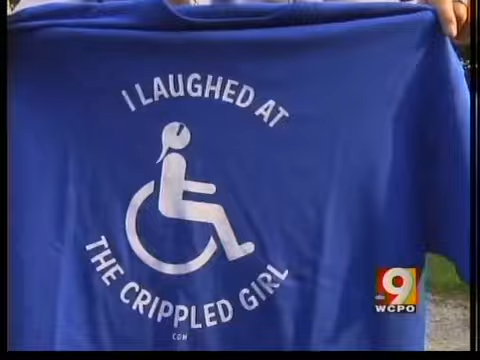 I LAUGHED AT
THE CRIPPLED GIRL
.COM
9
WCPO